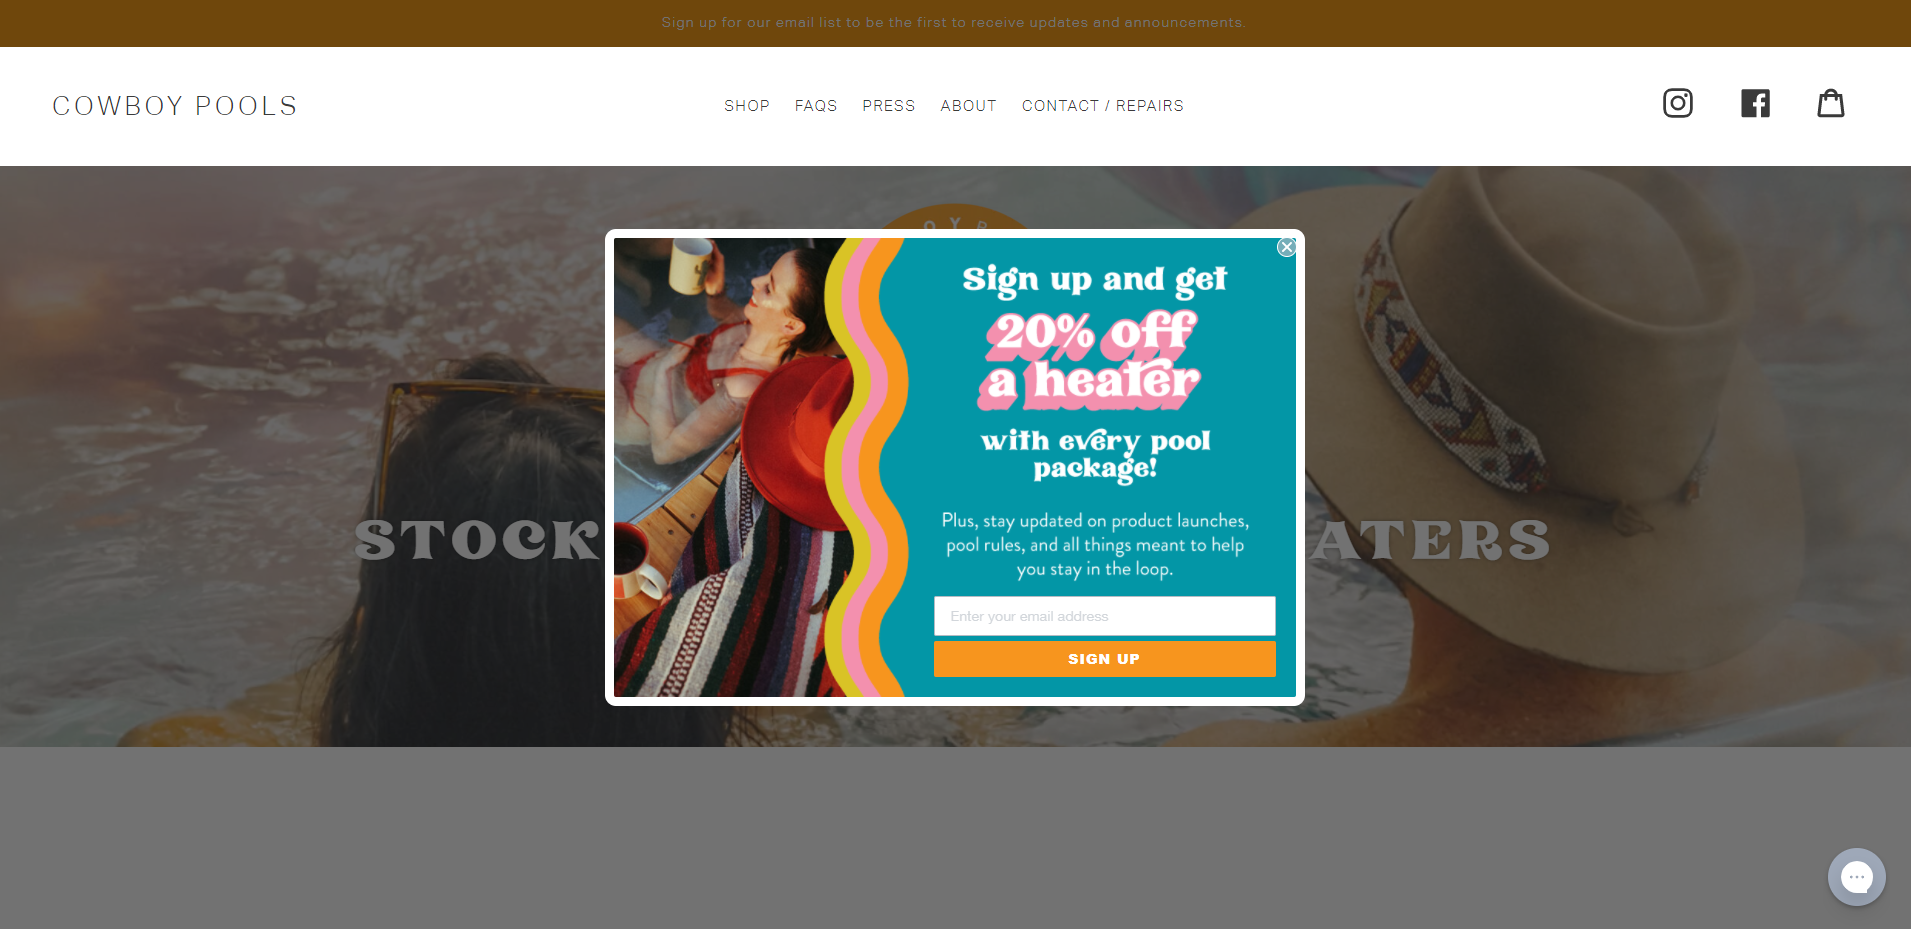 Sign up for our email list to be the first to receive updates and announcements.
COWBOY POOLS
SHOP FAQS PRESS ABOUT CONTACT / REPAIRS
Sign up and get
20% off
a heater
with every pool
package!
Plus, stay updated on product launches,
pool rules, and all things meant to help
you stay in the loop.
Enter your email address
SIGN UP